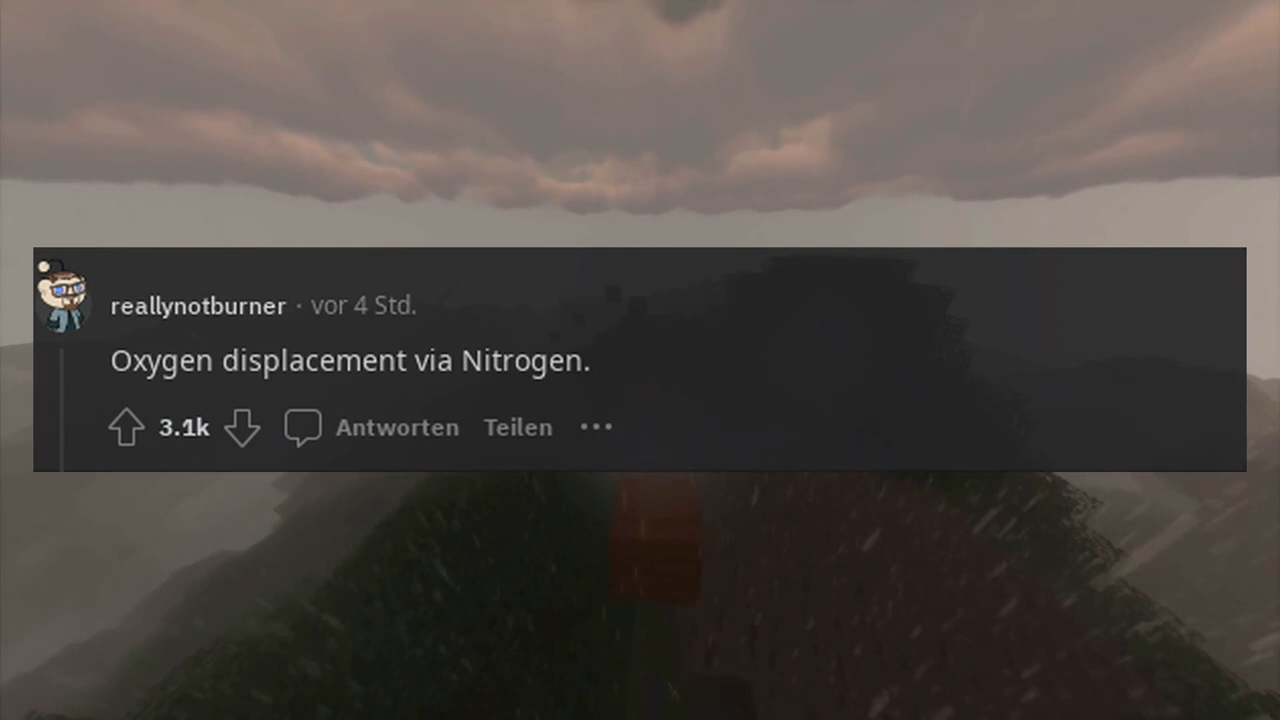 reallynotburner · vor 4 Std.
Oxygen displacement via Nitrogen.
3.1k Antworten Teilen •••